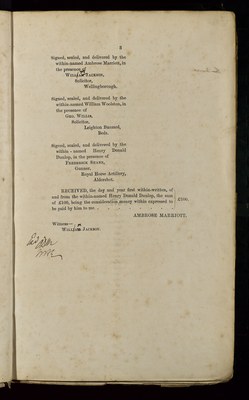 Signed, sealed, and delivered by the
within-named Ambrose Marriott, in
the presence of
WILLIAM JACKSON,
Solicitor,
Wellingborough.
Signed, sealed, and delivered by the
within-named William Weedston, in
the presence of
GEO. WILLIS,
Solicitor,
Leighton Buzzard,
Beds.
Signed, sealed, and delivered by the
within-named Henry Donald
Dunlop, in the presence of
Gunner,
Royal Horse Artillery,
Aldershot.
RECEIVED, the day and year first within-written, of
and from the within-named Henry Donald Dunlop, the sum
of £100, being the consideration money within expressed to
be paid by him to me
£100.
AMBROSE MARRIOTT.
Witness—
WILLIAM JACKSON.